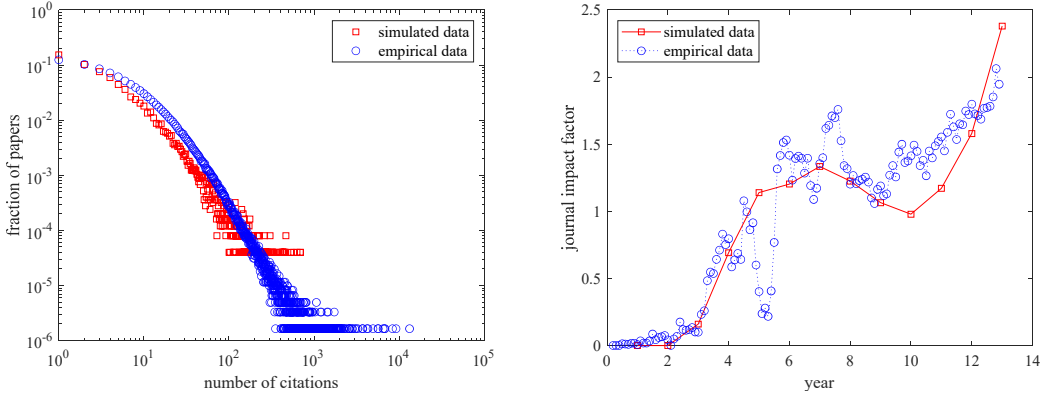 10^0
10^-1
10^-2
10^-3
10^-4
10^-5
10^-6
fraction of papers
simulated data
empirical data
10^0 10^1 10^2 10^3 10^4 10^5
number of citations
2.5
2
1.5
1
0.5
0
journal impact factor
simulated data
empirical data
0 2 4 6 8 10 12 14
year